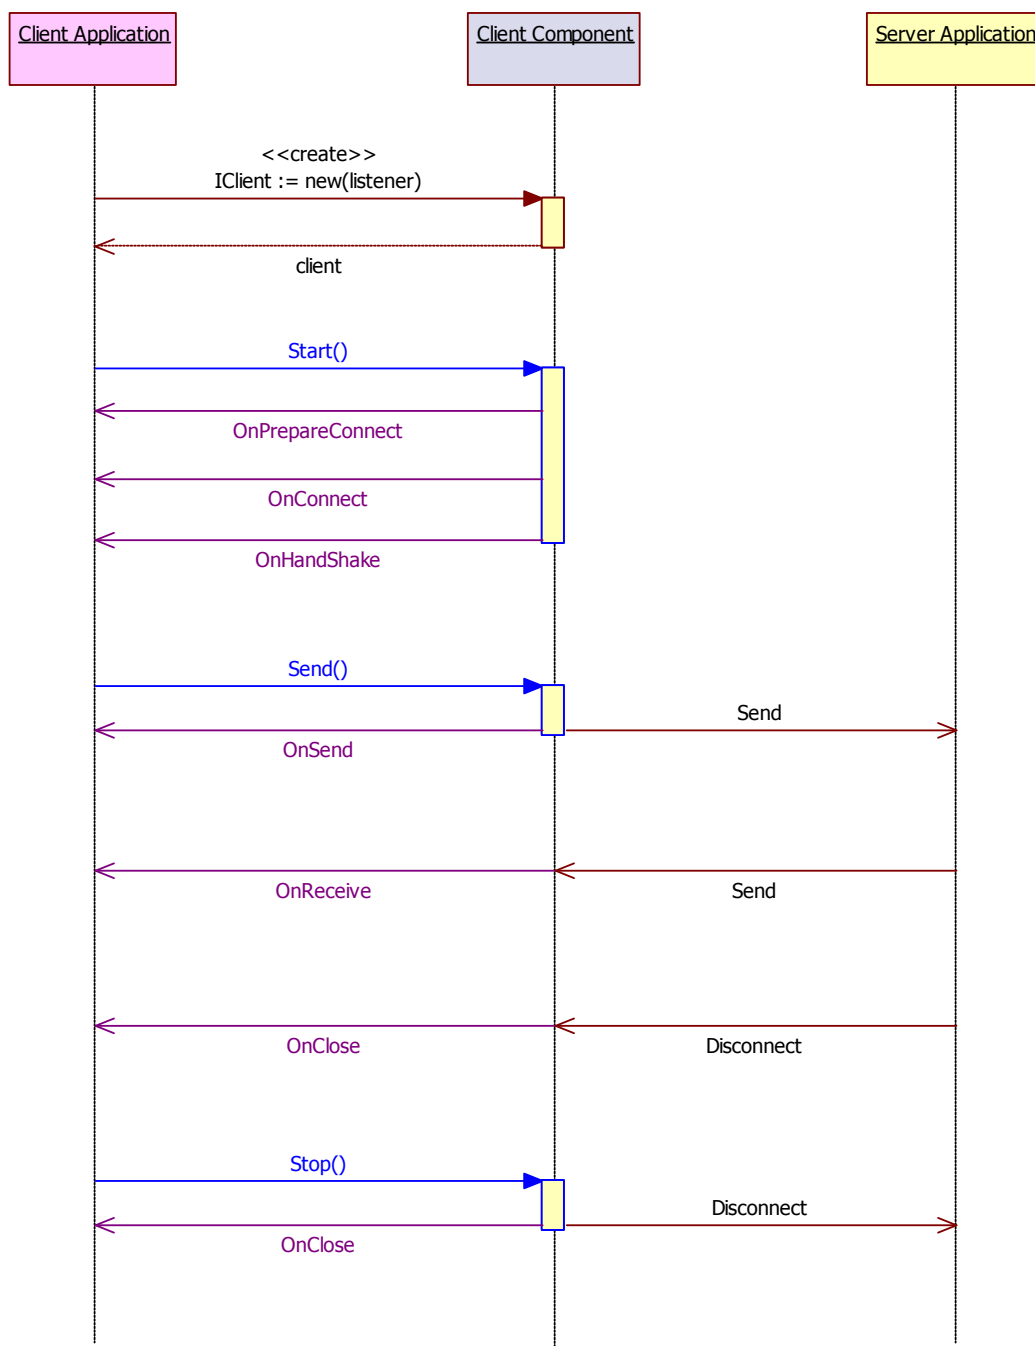 Client Application
Client Component
Server Application
<<create>>
IClient := new(listener)
client
Start()
OnPrepareConnect
OnConnect
OnHandShake
Send()
Send
OnSend
OnReceive
Send
OnClose
Disconnect
Stop()
Disconnect
OnClose